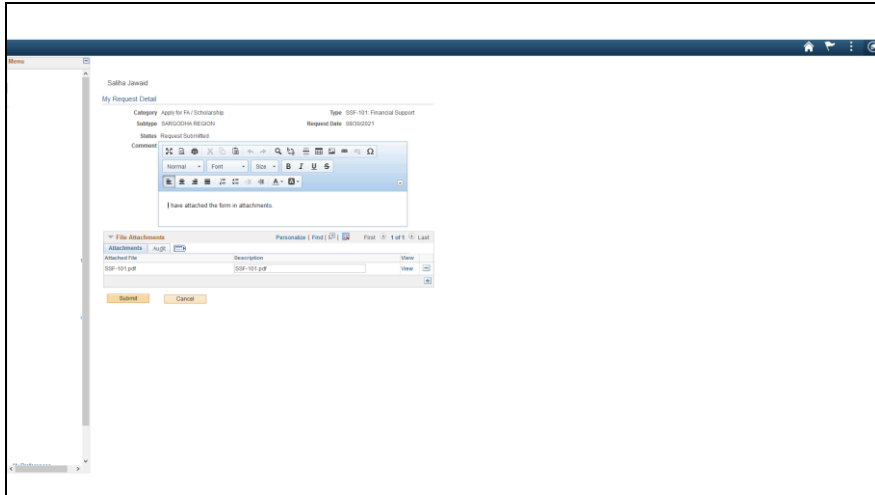 Menu
Saliha Jawaid
My Request Detail
Category Apply for FA / Scholarship Type SSF-101: Financial Support
Subtype SARGODHA REGION Request Date 08/30/2021
Status Request Submitted
Comment
Normal Font Size B I U S
I have attached the form in attachments.
File Attachments Personalize | Find | First 1 of 1 Last
Attachments Audit
Attached File Description View
SSF-101.pdf SSF-101.pdf View
Submit Cancel